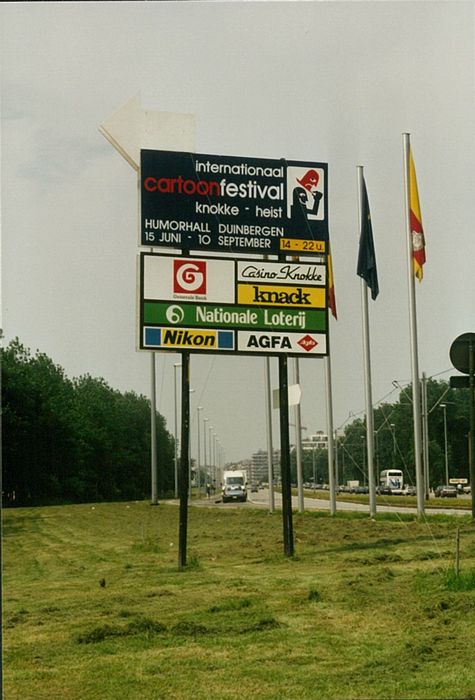 internationaal
cartoonfestival
knokke - heist
HUMORHALL DUINBERGEN
15 JUNI - 10 SEPTEMBER 14 - 22 u.
G
Generale Bank
Casino Knokke
knack
Nationale Loterij
Nikon
AGFA
Agfa